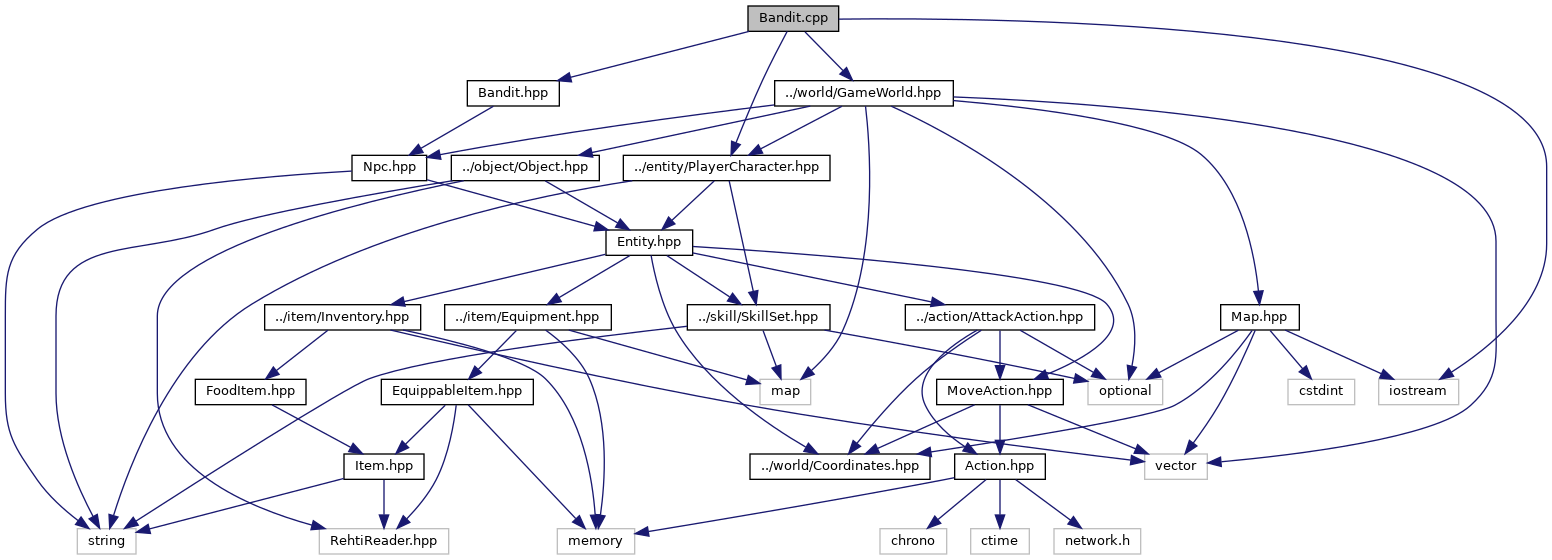 Bandit.cpp
Bandit.hpp
../world/GameWorld.hpp
Npc.hpp
../object/Object.hpp
../entity/PlayerCharacter.hpp
Entity.hpp
../item/Inventory.hpp
../item/Equipment.hpp
../skill/SkillSet.hpp
../action/AttackAction.hpp
Map.hpp
FoodItem.hpp
EquippableItem.hpp
map
MoveAction.hpp
optional
cstdint
iostream
Item.hpp
../world/Coordinates.hpp
Action.hpp
vector
string
RehtiReader.hpp
memory
chrono
ctime
network.h